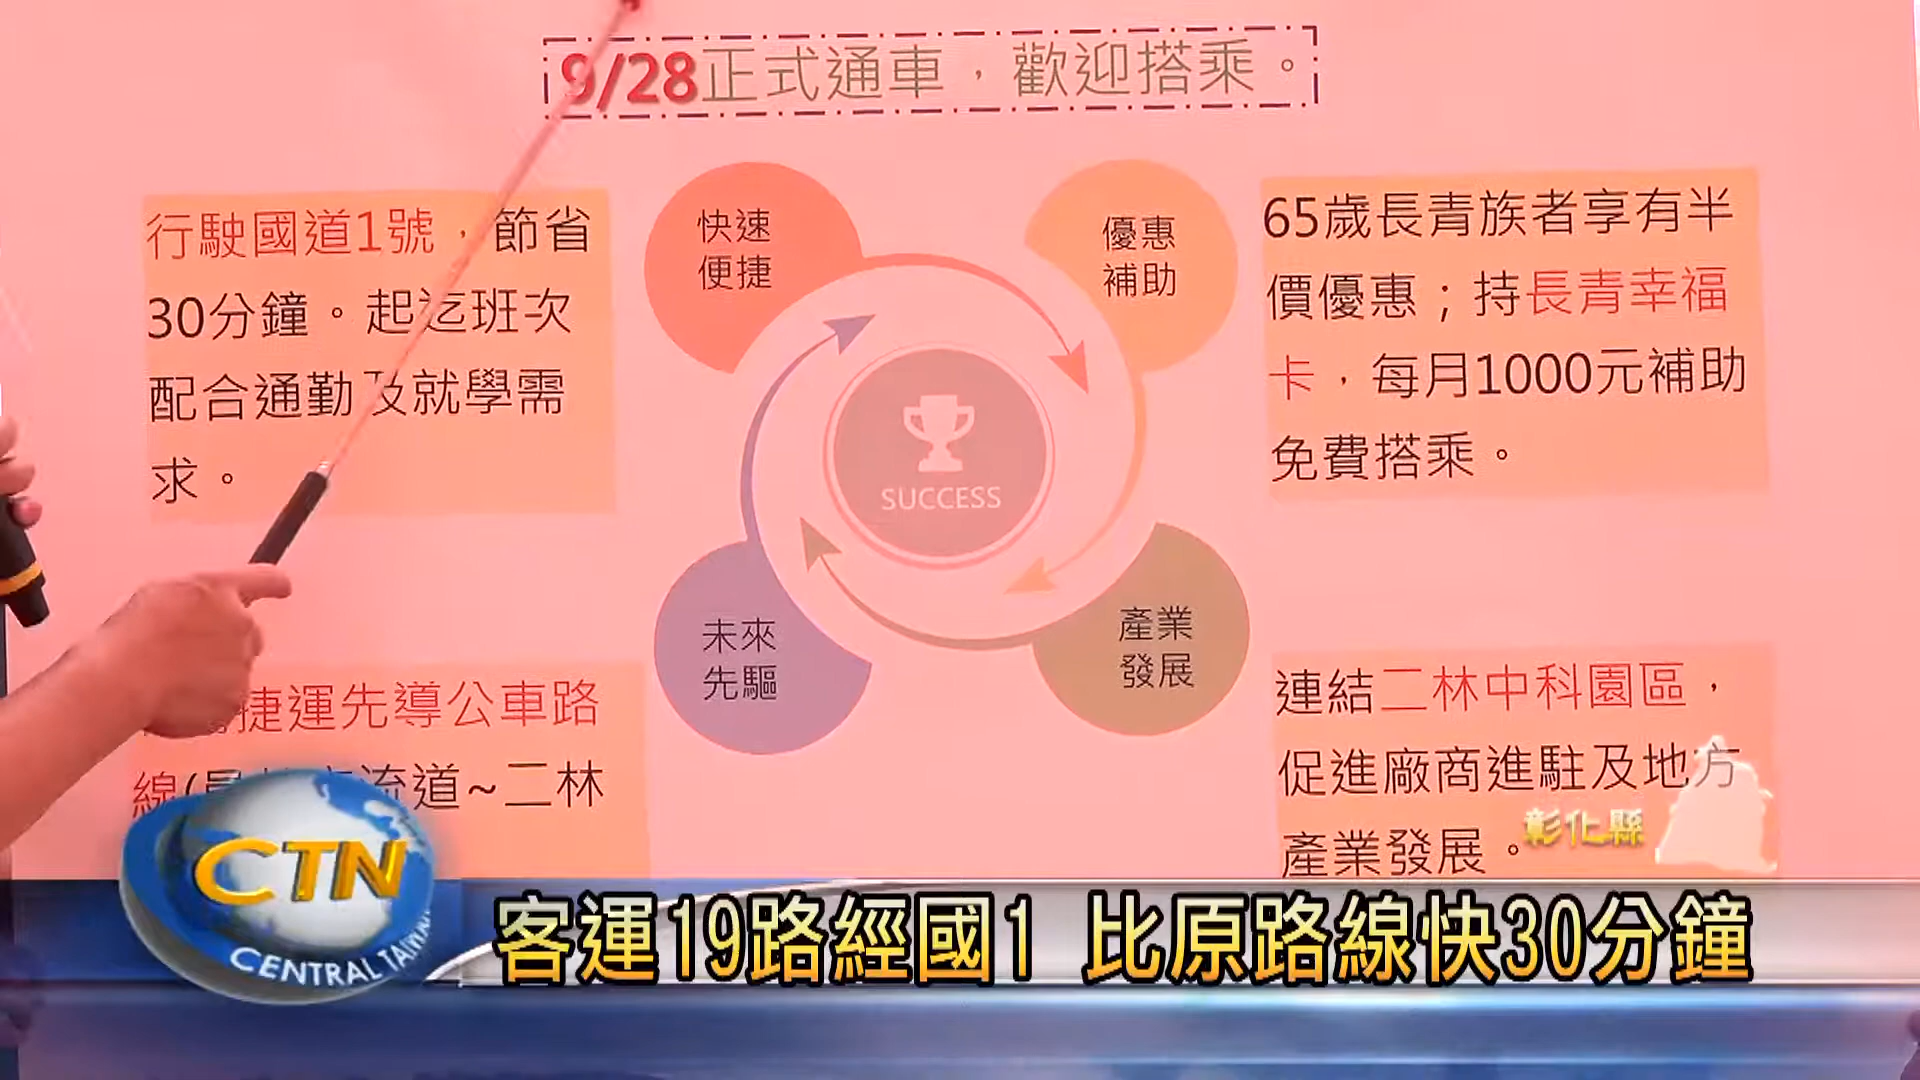 9/28正式通車，歡迎搭乘。
行駛國道1號，節省
30分鐘。起迄班次
配合通勤及就學需
求。
快速
便捷
優惠
補助
65歲長青族者享有半
價優惠；持長青幸福
卡，每月1000元補助
免費搭乘。
SUCCESS
未來
先驅
產業
發展
捷運先導公車路
線
流道~二林
連結二林中科園區，
促進廠商進駐及地方
產業發展。
彰化縣
CTN
CENTRAL TAIWAN
客運19路經國1 比原路線快30分鐘